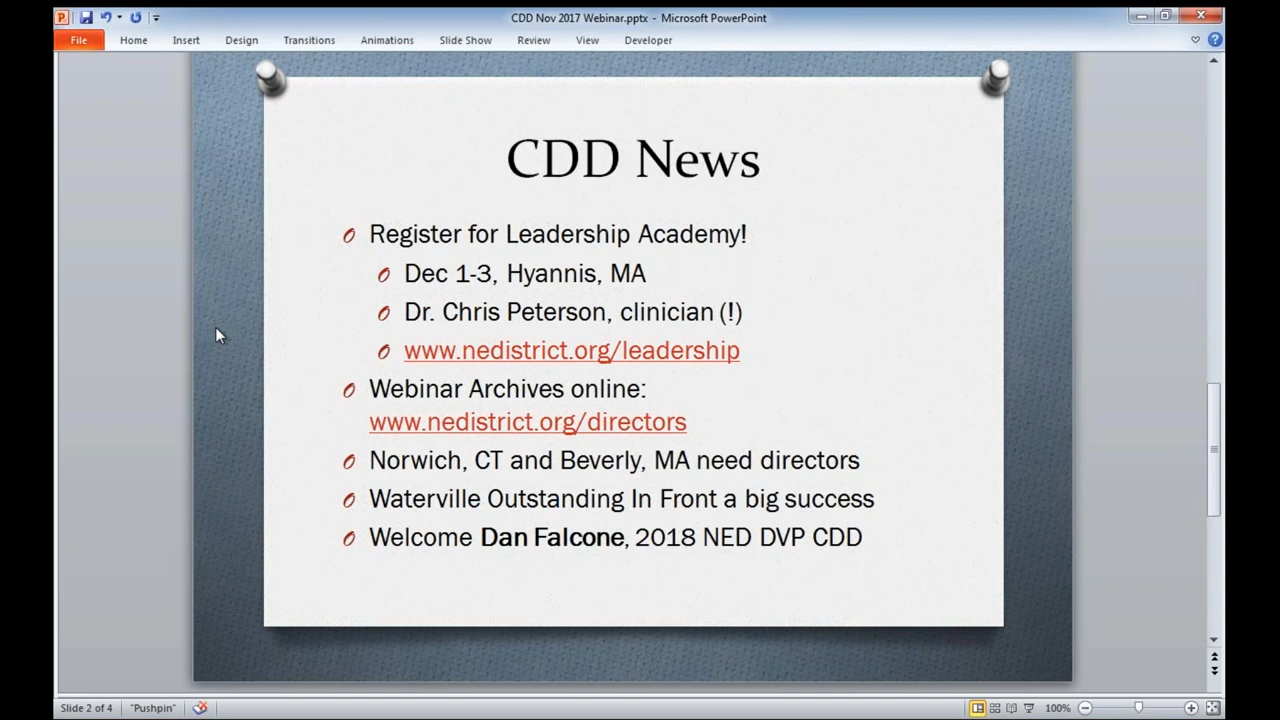 CDD Nov 2017 Webinar.pptx - Microsoft PowerPoint
File Home Insert Design Transitions Animations Slide Show Review View Developer
CDD News
Register for Leadership Academy!
Dec 1-3, Hyannis, MA
Dr. Chris Peterson, clinician (!)
www.nedistrict.org/leadership
Webinar Archives online:
www.nedistrict.org/directors
Norwich, CT and Beverly, MA need directors
Waterville Outstanding In Front a big success
Welcome Dan Falcone, 2018 NED DVP CDD
Slide 2 of 4 "Pushpin" 100%